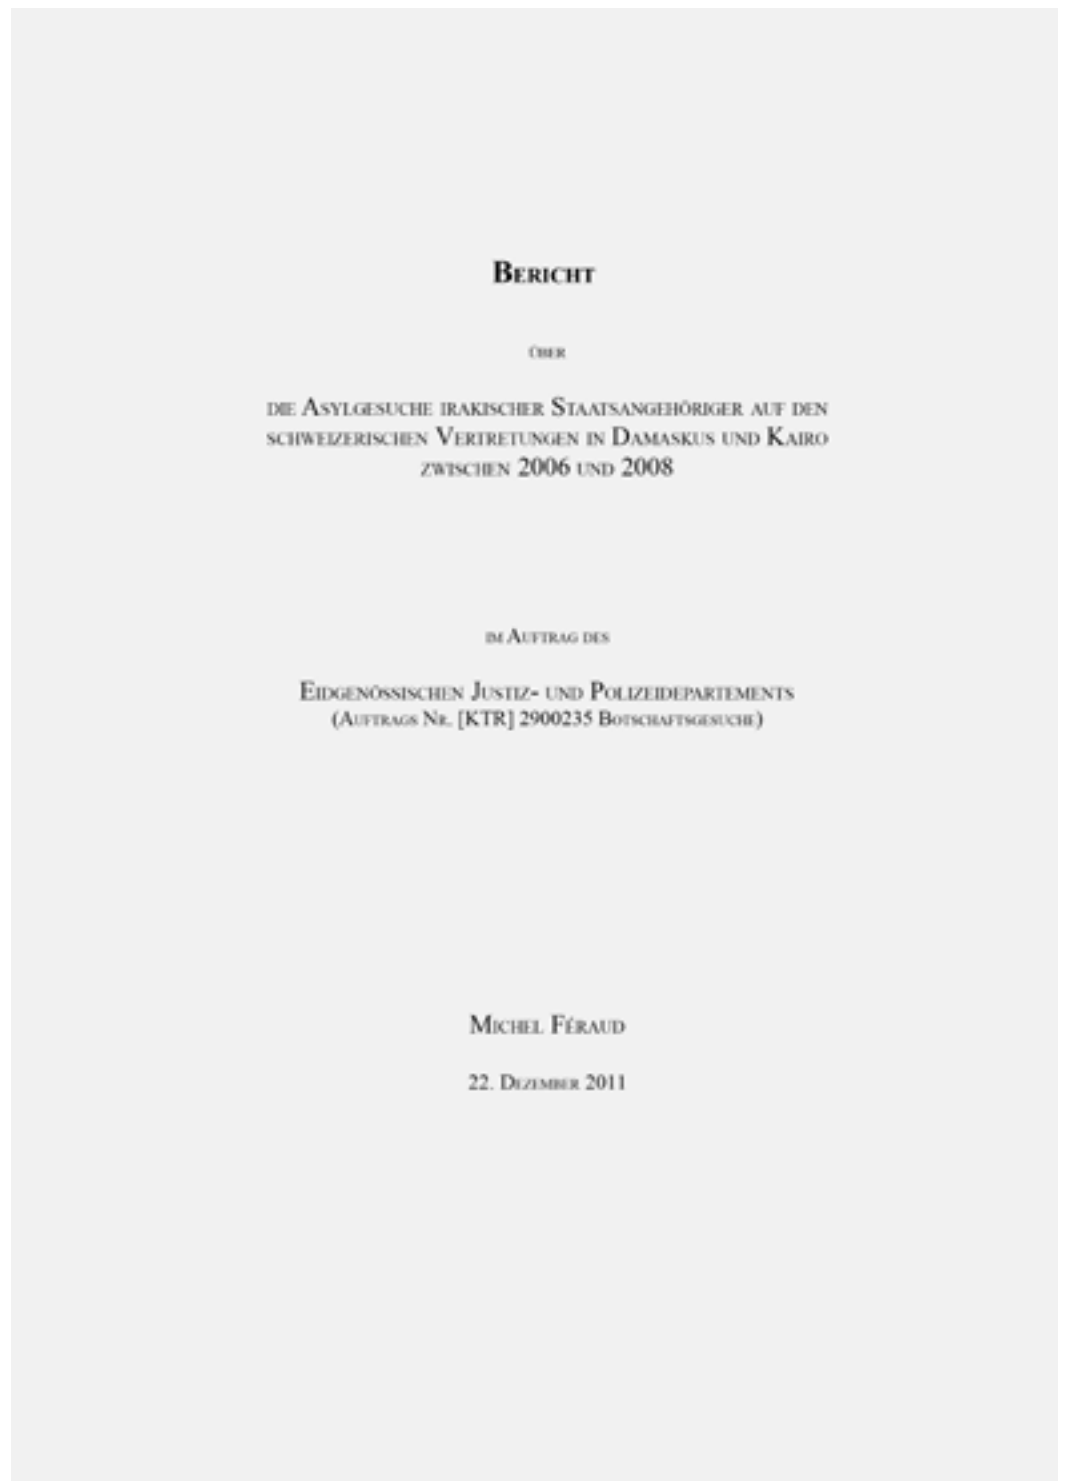 Bericht
über
die Asylgesuche irakischer Staatsangehöriger auf den
schweizerischen Vertretungen in Damaskus und Kairo
zwischen 2006 und 2008
im Auftrag des
Eidgenössischen Justiz- und Polizeidepartements
(Auftrags Nr. [KTR] 2900235 Botschaftsgesuche)
Michel Féraud
22. Dezember 2011